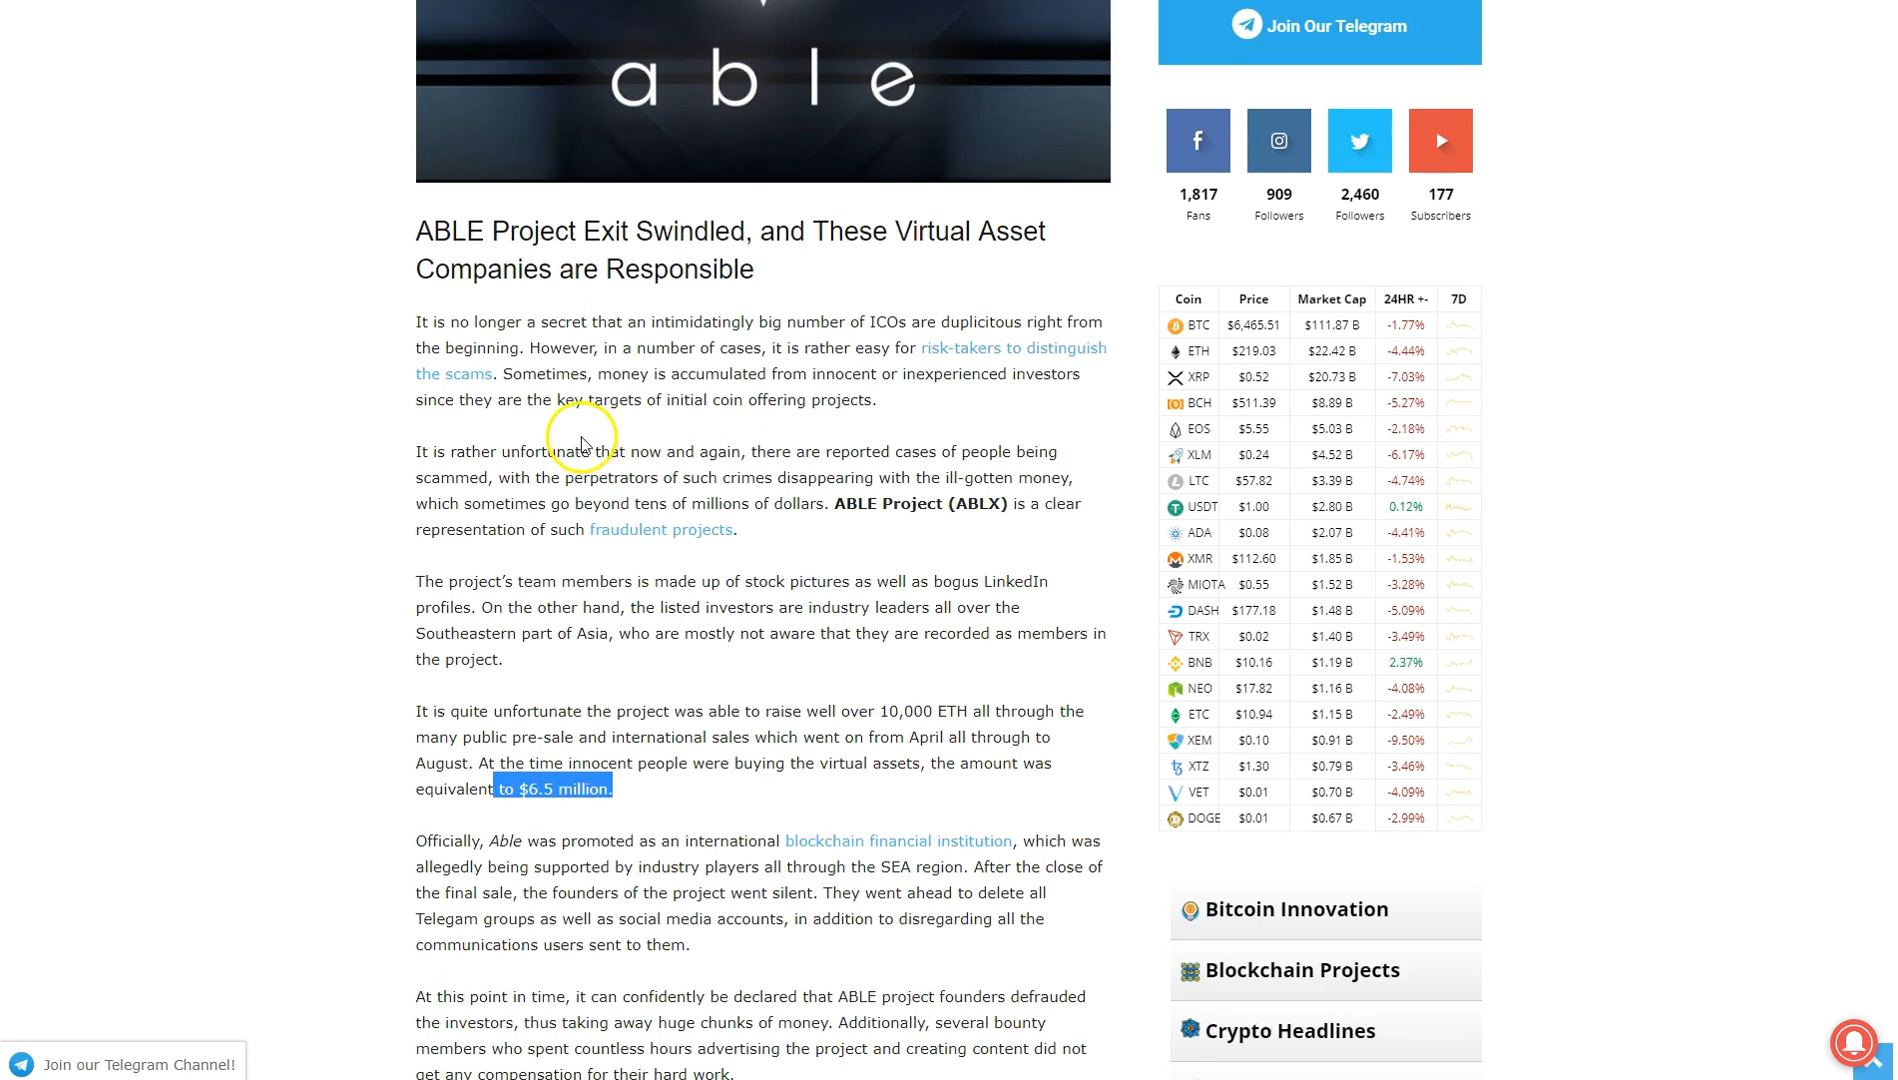 able
ABLE Project Exit Swindled, and These Virtual Asset
Companies are Responsible
It is no longer a secret that an intimidatingly big number of ICOs are duplicitous right from
the beginning. However, in a number of cases, it is rather easy for risk-takers to distinguish
the scams. Sometimes, money is accumulated from innocent or inexperienced investors
since they are the key targets of initial coin offering projects.
It is rather unfortunate that now and again, there are reported cases of people being
scammed, with the perpetrators of such crimes disappearing with the ill-gotten money,
which sometimes go beyond tens of millions of dollars. ABLE Project (ABLX) is a clear
representation of such fraudulent projects.
The project's team members is made up of stock pictures as well as bogus LinkedIn
profiles. On the other hand, the listed investors are industry leaders all over the
Southeastern part of Asia, who are mostly not aware that they are recorded as members in
the project.
It is quite unfortunate the project was able to raise well over 10,000 ETH all through the
many public pre-sale and international sales which went on from April all through to
August. At the time innocent people were buying the virtual assets, the amount was
equivalent to $6.5 million.
Officially, Able was promoted as an international blockchain financial institution, which was
allegedly being supported by industry players all through the SEA region. After the close of
the final sale, the founders of the project went silent. They went ahead to delete all
Telegam groups as well as social media accounts, in addition to disregarding all the
communications users sent to them.
At this point in time, it can confidently be declared that ABLE project founders defrauded
the investors, thus taking away huge chunks of money. Additionally, several bounty
members who spent countless hours advertising the project and creating content did not
get any compensation for their hard work.
Join Our Telegram
1,817 909 2,460 177
Fans Followers Followers Subscribers
Coin Price Market Cap 24HR +- 7D
BTC $6,465.51 $111.87 B -1.77%
ETH $219.03 $22.42 B -4.44%
XRP $0.52 $20.73 B -7.03%
BCH $511.39 $8.89 B -5.27%
EOS $5.55 $5.03 B -2.18%
XLM $0.24 $4.52 B -6.17%
LTC $57.82 $3.39 B -4.74%
USDT $1.00 $2.80 B 0.12%
ADA $0.08 $2.07 B -4.41%
XMR $112.60 $1.85 B -1.53%
MIOTA $0.55 $1.52 B -3.28%
DASH $177.18 $1.48 B -5.09%
TRX $0.02 $1.40 B -3.49%
BNB $10.16 $1.19 B 2.37%
NEO $17.82 $1.16 B -4.08%
ETC $10.94 $1.15 B -2.49%
XEM $0.10 $0.91 B -9.50%
XTZ $1.30 $0.79 B -3.46%
VET $0.01 $0.70 B -4.09%
DOGE $0.01 $0.67 B -2.99%
Bitcoin Innovation
Blockchain Projects
Crypto Headlines
Join our Telegram Channel!